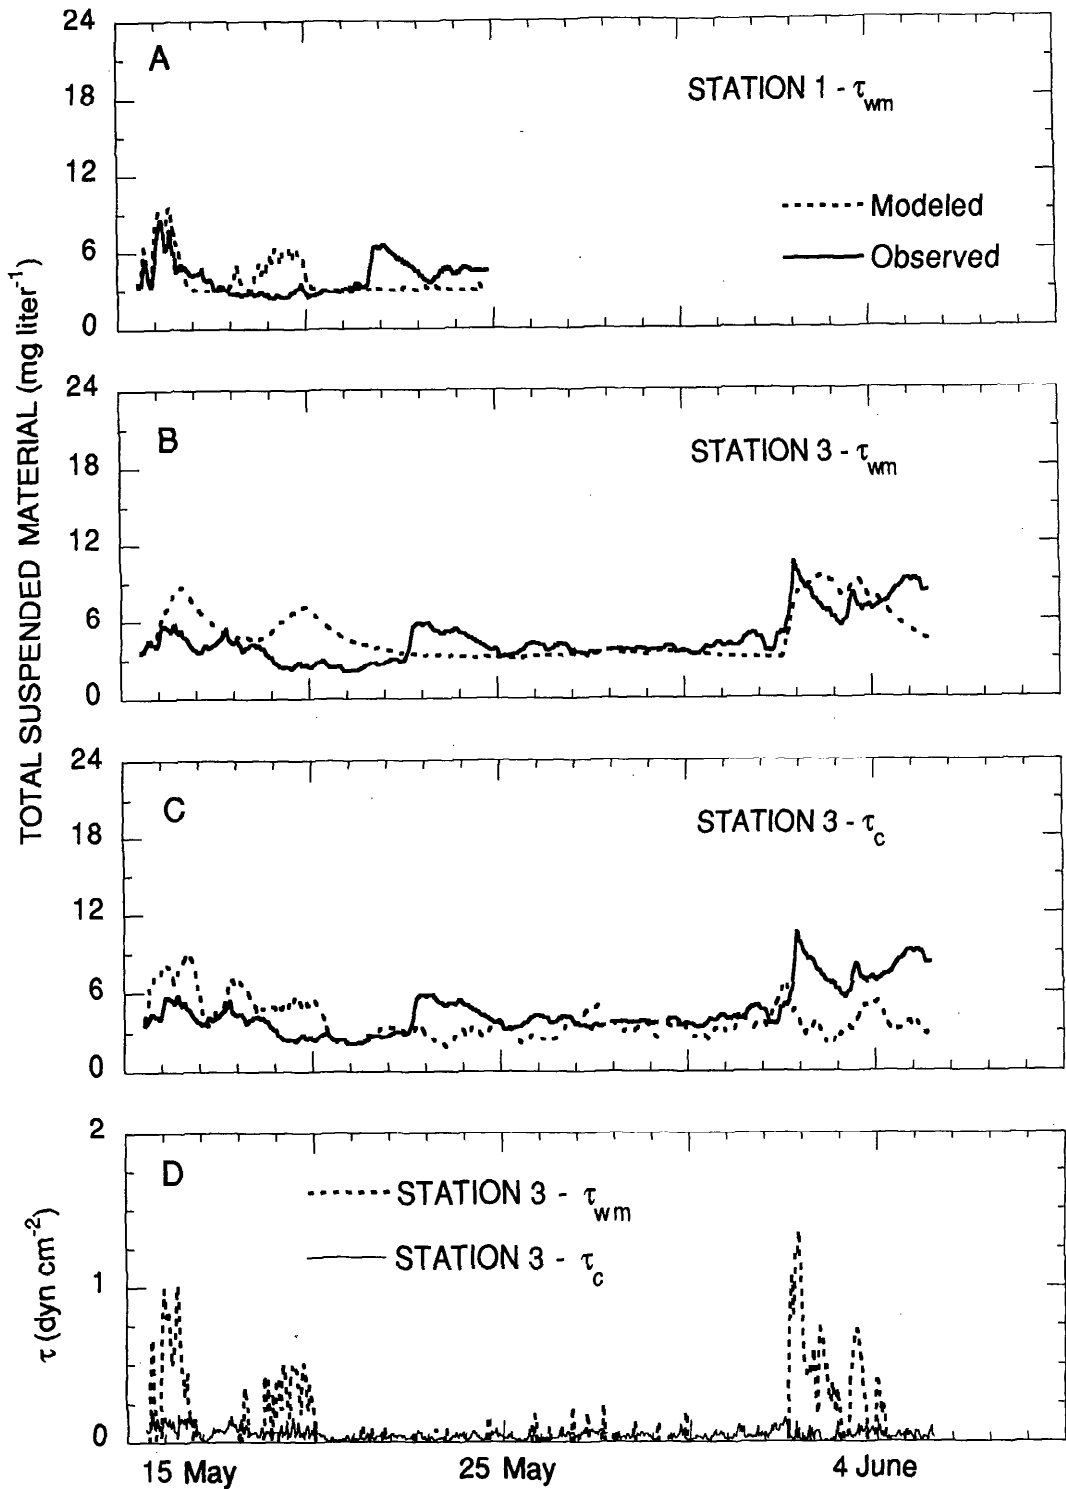 TOTAL SUSPENDED MATERIAL (mg liter⁻¹)
24
18
12
6
0
A
STATION 1 - τwm
Modeled
Observed
24
18
12
6
0
B
STATION 3 - τwm
24
18
12
6
0
C
STATION 3 - τc
τ (dyn cm⁻²)
2
1
0
D
STATION 3 - τwm
STATION 3 - τc
15 May
25 May
4 June